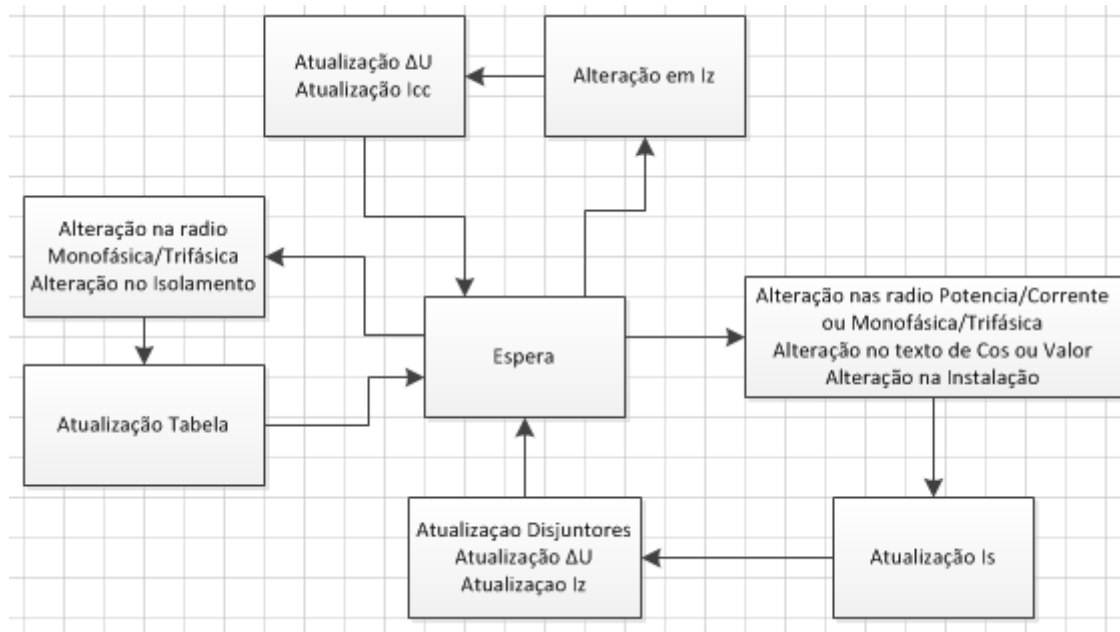 Atualização ΔU
Atualização Icc
Alteração em Iz
Alteração na radio
Monofásica/Trifásica
Alteração no Isolamento
Alteração nas radio Potencia/Corrente
ou Monofásica/Trifásica
Alteração no texto de Cos ou Valor
Alteração na Instalação
Espera
Atualização Tabela
Atualizaçao Disjuntores
Atualização ΔU
Atualizaçao Iz
Atualização Is